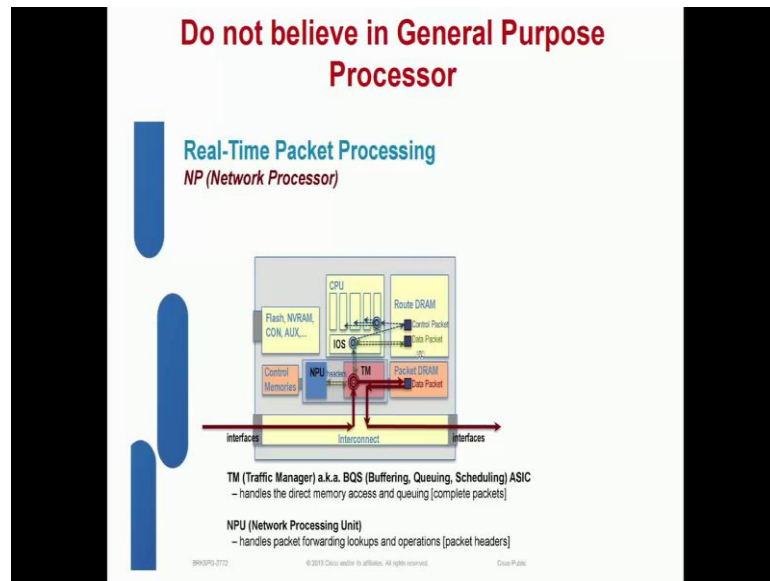 Do not believe in General Purpose
Processor
Real-Time Packet Processing
NP (Network Processor)
CPU
Route DRAM
Flash, NVRAM,
CON, AUX,...
Control Packet
IOS
Data Packet
Control
Memories
NPU
headers
TM
Packet DRAM
Data Packet
interfaces
Interconnect
interfaces
TM (Traffic Manager) a.k.a. BQS (Buffering, Queuing, Scheduling) ASIC
– handles the direct memory access and queuing [complete packets]
NPU (Network Processing Unit)
– handles packet forwarding lookups and operations [packet headers]
© 2013 Cisco and/or its affiliates. All rights reserved.
Cisco Public